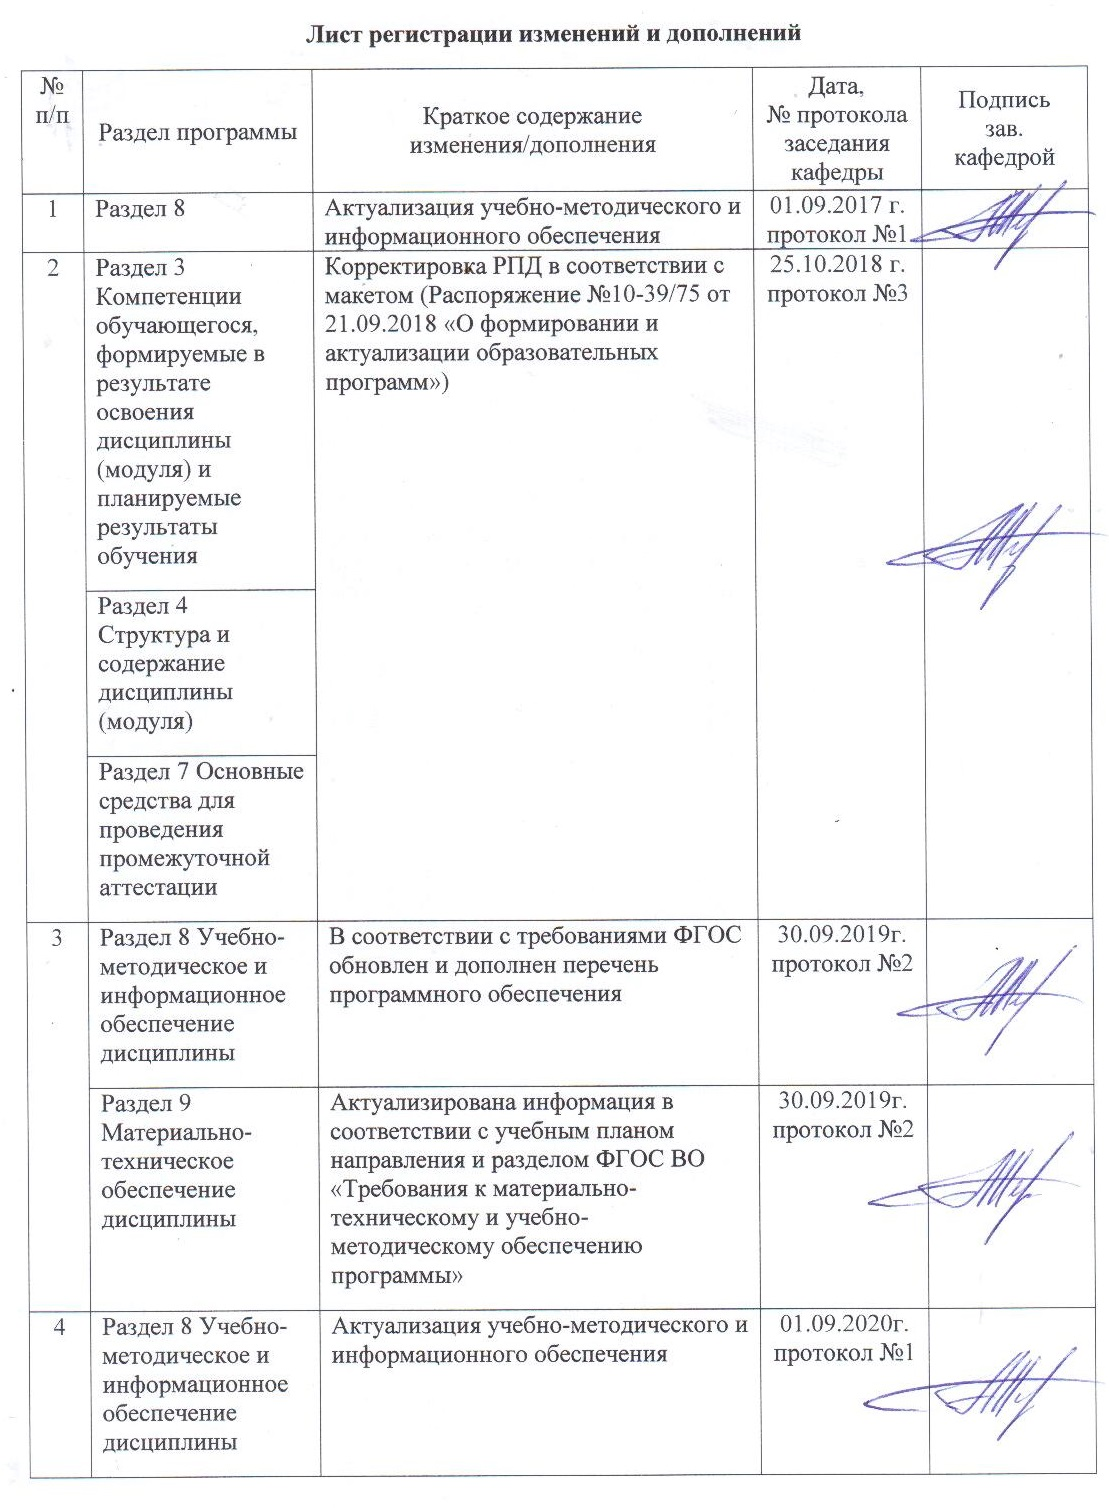 Лист регистрации изменений и дополнений
№
п/п
Раздел программы
Краткое содержание
изменения/дополнения
Дата,
№ протокола
заседания
кафедры
Подпись
зав.
кафедрой
1
Раздел 8
Актуализация учебно-методического и
информационного обеспечения
01.09.2017 г.
протокол №1
2
Раздел 3
Компетенции
обучающегося,
формируемые в
результате
освоения
дисциплины
(модуля) и
планируемые
результаты
обучения
Раздел 4
Структура и
содержание
дисциплины
(модуля)
Раздел 7 Основные
средства для
проведения
промежуточной
аттестации
Корректировка РПД в соответствии с
макетом (Распоряжение №10-39/75 от
21.09.2018 «О формировании и
актуализации образовательных
программ»)
25.10.2018 г.
протокол №3
3
Раздел 8 Учебно-
методическое и
информационное
обеспечение
дисциплины
В соответствии с требованиями ФГОС
обновлен и дополнен перечень
программного обеспечения
30.09.2019г.
протокол №2
Раздел 9
Материально-
техническое
обеспечение
дисциплины
Актуализирована информация в
соответствии с учебным планом
направления и разделом ФГОС ВО
«Требования к материально-
техническому и учебно-
методическому обеспечению
программы»
30.09.2019г.
протокол №2
4
Раздел 8 Учебно-
методическое и
информационное
обеспечение
дисциплины
Актуализация учебно-методического и
информационного обеспечения
01.09.2020г.
протокол №1